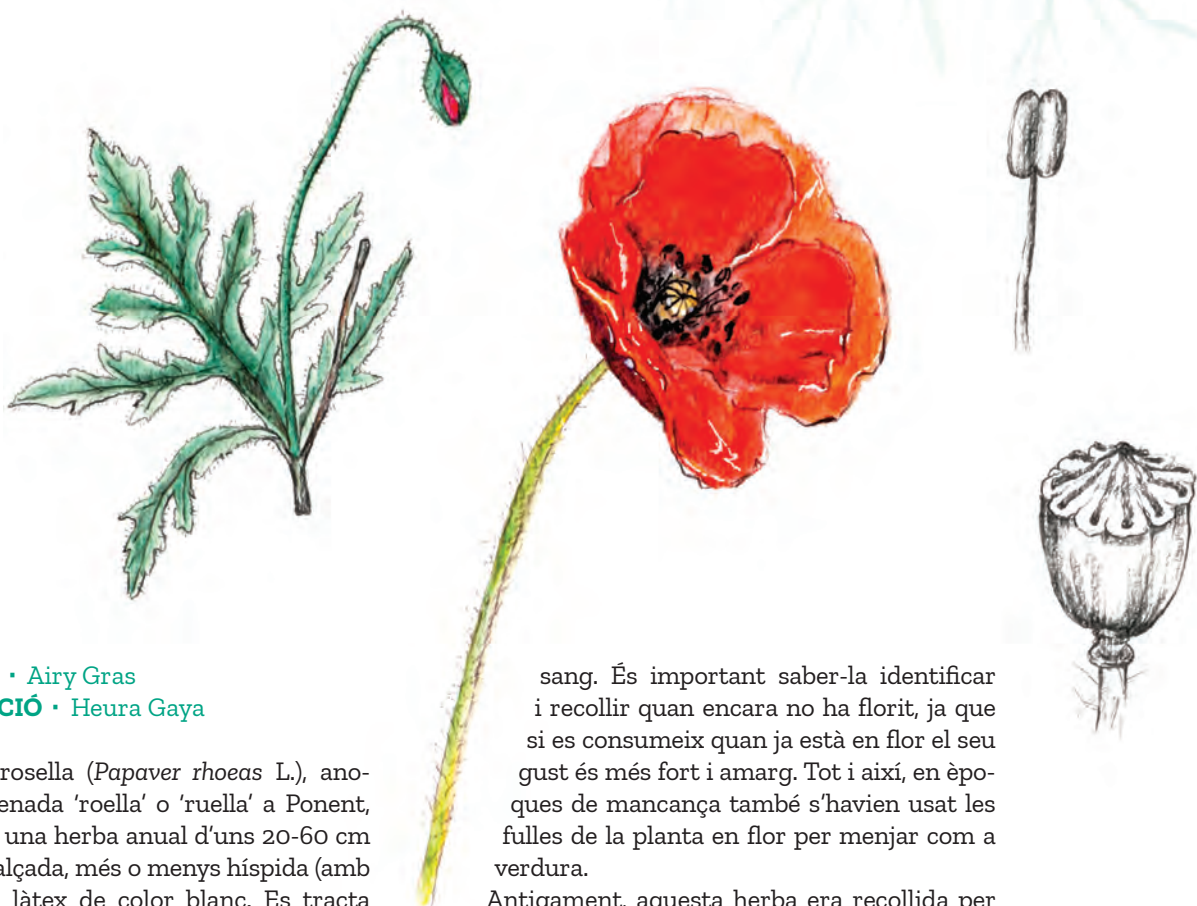 · Airy Gras
CIÓ · Heura Gaya
rosella (Papaver rhoeas L.), ano-
enada ‘roella’ o ‘ruella’ a Ponent,
una herba anual d’uns 20-60 cm
alçada, més o menys híspida (amb
làtex de color blanc. Es tracta
sang. És important saber-la identificar
i recollir quan encara no ha florit, ja que
si es consumeix quan ja està en flor el seu
gust és més fort i amarg. Tot i així, en èpo-
ques de mancança també s’havien usat les
fulles de la planta en flor per menjar com a
verdura.
Antigament, aquesta herba era recollida per